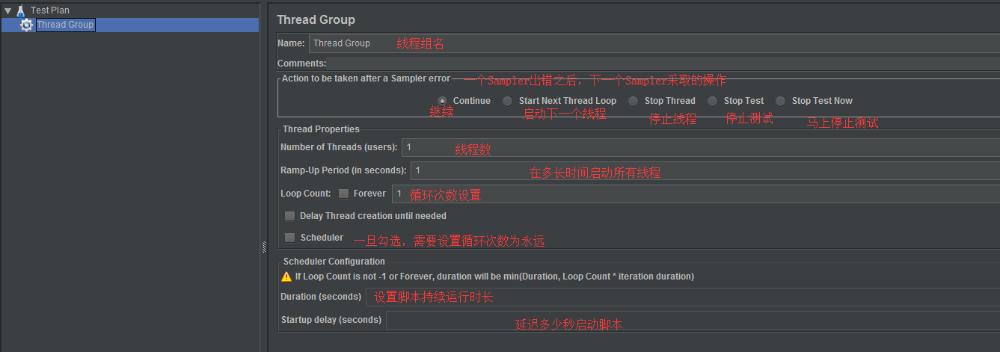 Test Plan
Thread Group
Thread Group
Name: Thread Group 线程组名
Comments:
Action to be taken after a Sampler error 一个Sampler出错之后，下一个Sampler采取的操作
Continue Start Next Thread Loop Stop Thread Stop Test Stop Test Now
继续 启动下一个线程 停止线程 停止测试 马上停止测试
Thread Properties
Number of Threads (users): 1 线程数
Ramp-Up Period (in seconds): 1 在多长时间启动所有线程
Loop Count: Forever 1 循环次数设置
Delay Thread creation until needed
Scheduler 一旦勾选，需要设置循环次数为永远
Scheduler Configuration
If Loop Count is not -1 or Forever, duration will be min(Duration, Loop Count * iteration duration)
Duration (seconds) 设置脚本持续运行时长
Startup delay (seconds) 延迟多少秒启动脚本